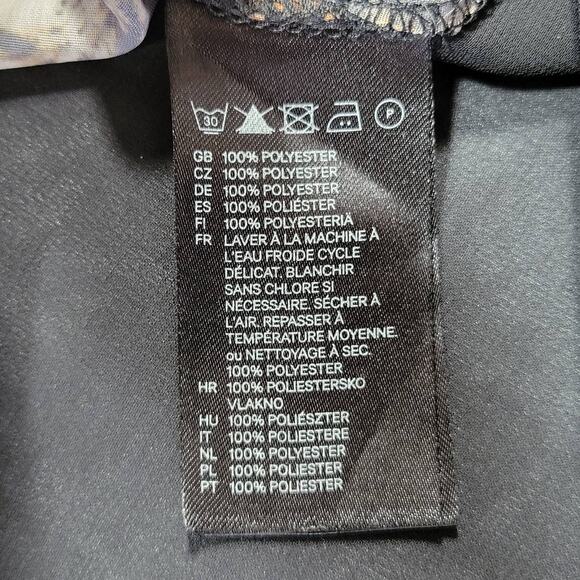 30 P
GB 100% POLYESTER
CZ 100% POLYESTER
DE 100% POLYESTER
ES 100% POLIÉSTER
FI 100% POLYESTERIA
FR LAVER À LA MACHINE À
L'EAU FROIDE CYCLE
DÉLICAT. BLANCHIR
SANS CHLORE SI
NÉCESSAIRE. SÉCHER À
L'AIR. REPASSER À
TEMPÉRATURE MOYENNE.
ou NETTOYAGE À SEC.
100% POLYESTER
HR 100% POLIESTERSKO
VLAKNO
HU 100% POLIÉSZTER
IT 100% POLIESTERE
NL 100% POLYESTER
PL 100% POLIESTER
PT 100% POLIESTER